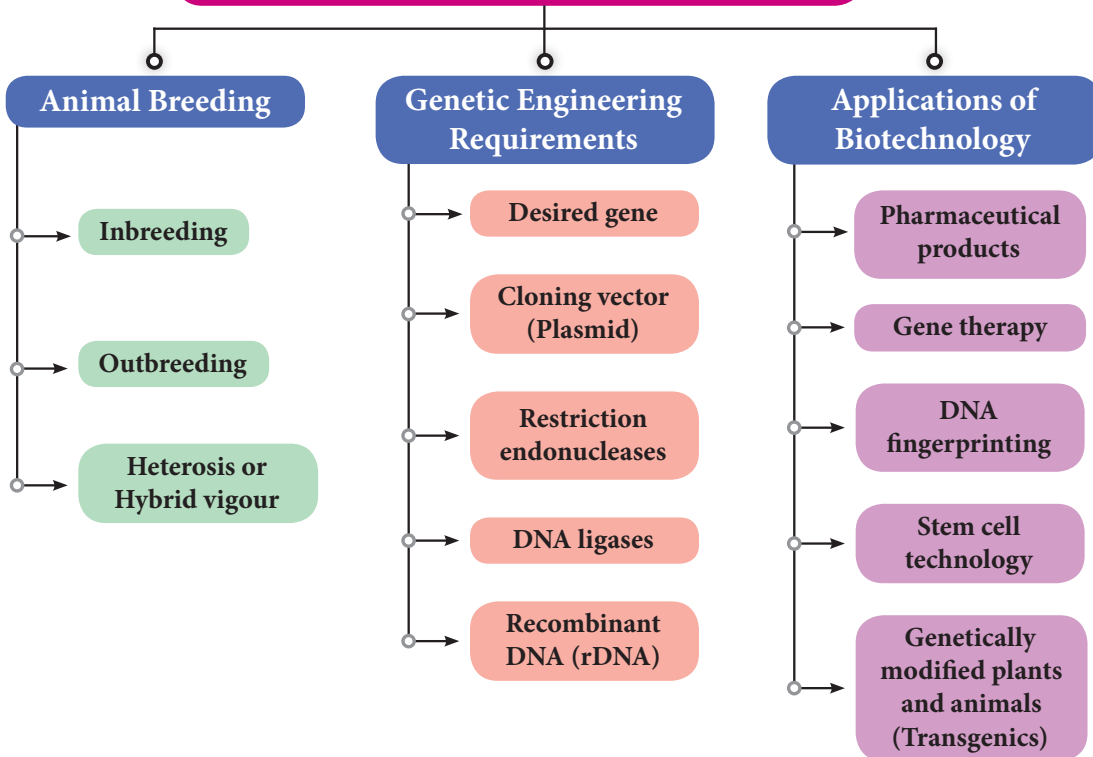 Animal Breeding
Inbreeding
Outbreeding
Heterosis or
Hybrid vigour
Genetic Engineering
Requirements
Desired gene
Cloning vector
(Plasmid)
Restriction
endonucleases
DNA ligases
Recombinant
DNA (rDNA)
Applications of
Biotechnology
Pharmaceutical
products
Gene therapy
DNA
fingerprinting
Stem cell
technology
Genetically
modified plants
and animals
(Transgenics)